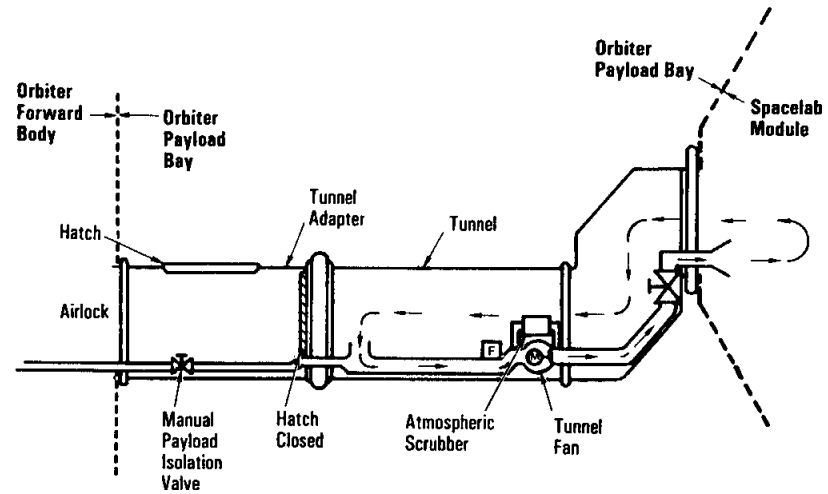 Orbiter
Payload Bay
Spacelab
Module
Orbiter
Forward
Body
Orbiter
Payload
Bay
Tunnel
Adapter
Tunnel
Hatch
Airlock
F
M
Manual
Payload
Isolation
Valve
Hatch
Closed
Atmospheric
Scrubber
Tunnel
Fan